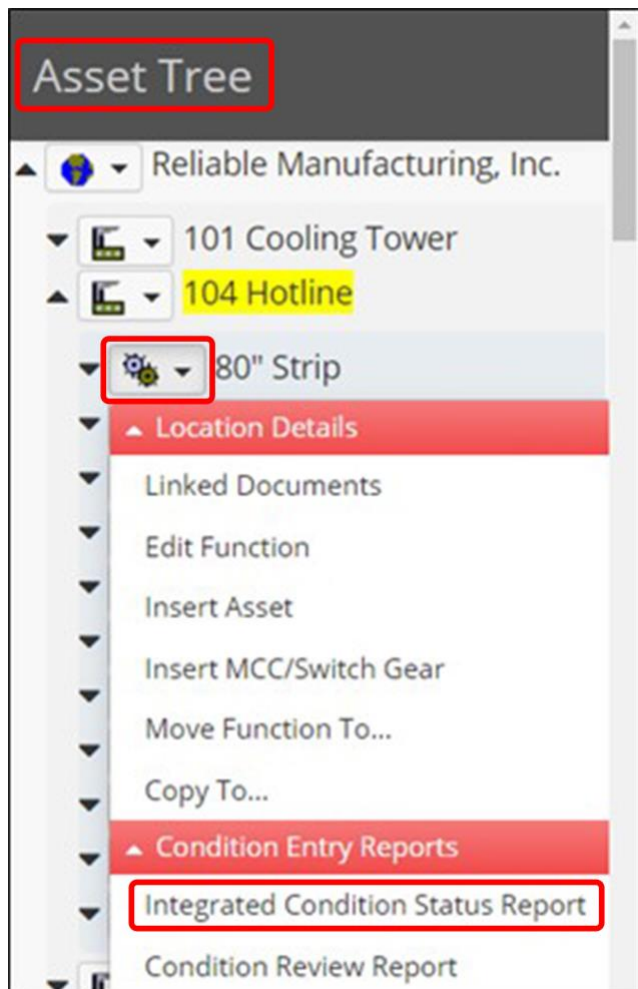 Asset Tree
Reliable Manufacturing, Inc.
101 Cooling Tower
104 Hotline
80" Strip
Location Details
Linked Documents
Edit Function
Insert Asset
Insert MCC/Switch Gear
Move Function To...
Copy To...
Condition Entry Reports
Integrated Condition Status Report
Condition Review Report